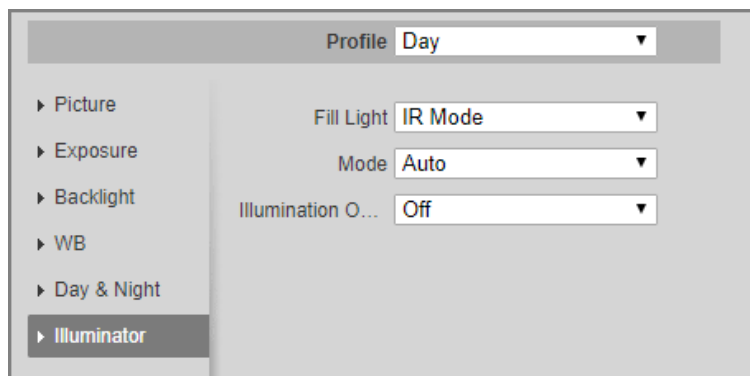 Profile Day
Picture
Exposure
Backlight
WB
Day & Night
Illuminator
Fill Light IR Mode
Mode Auto
Illumination O... Off